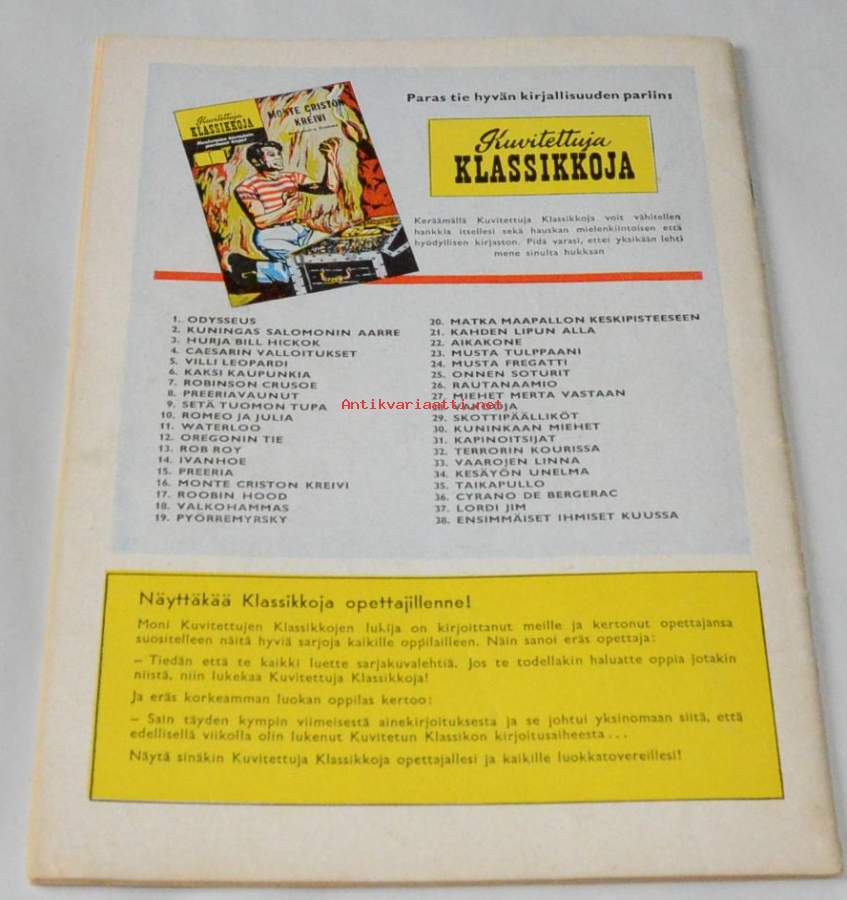 Kuvitettuja
KLASSIKKOJA
MONTE CRISTON
KREIVI
Paras tie hyvän kirjallisuuden pariin:
Kuvitettuja
KLASSIKKOJA
Keräämällä Kuvitettuja Klassikkoja voit vähitellen
hankkia itsellesi sekä hauskan mielenkiintoisen että
hyödyllisen kirjaston. Pidä varasi, ettei yksikään lehti
mene sinulta hukkaan
1. ODYSSEUS
2. KUNINGAS SALOMONIN AARRE
3. HURJA BILL HICKOK
4. CAESARIN VALLOITUKSET
5. VILLI LEOPARDI
6. KAKSI KAUPUNKIA
7. ROBINSON CRUSOE
8. PREERIAVAUNUT
9. SETÄ TUOMON TUPA
10. ROMEO JA JULIA
11. WATERLOO
12. OREGONIN TIE
13. ROB ROY
14. IVANHOE
15. PREERIA
16. MONTE CRISTON KREIVI
17. ROOBIN HOOD
18. VALKOHAMMAS
19. PYÖRREMYRSKY
20. MATKA MAAPALLON KESKIPISTEESEEN
21. KAHDEN LIPUN ALLA
22. AIKAKONE
23. MUSTA TULPPAANI
24. MUSTA FREGATTI
25. ONNEN SOTURIT
26. RAUTANAAMIO
27. MIEHET MERTA VASTAAN
28.
29. SKOTTIPÄÄLLIKÖT
30. KUNINKAAN MIEHET
31. KAPINOITSIJAT
32. TERRORIN KOURISSA
33. VAAROJEN LINNA
34. KESÄYÖN UNELMA
35. TAIKAPULLO
36. CYRANO DE BERGERAC
37. LORDI JIM
38. ENSIMMÄISET IHMISET KUUSSA
Antikvariaatti.net
Näyttäkää Klassikkoja opettajillenne!
Moni Kuvitettujen Klassikkojen lukija on kirjoittanut meille ja kertonut opettajansa
suositelleen näitä hyviä sarjoja kaikille oppilailleen. Näin sanoi eräs opettaja:
— Tiedän että te kaikki luette sarjakuvalehtiä. Jos te todellakin haluatte oppia jotakin
niistä, niin lukekaa Kuvitettuja Klassikkoja!
Ja eräs korkeamman luokan oppilas kertoo:
— Sain täyden kympin viimeisestä ainekirjoituksesta ja se johtui yksinomaan siitä, että
edellisellä viikolla olin lukenut Kuvitetun Klassikon kirjoitusaiheesta . . .
Näytä sinäkin Kuvitettuja Klassikkoja opettajallesi ja kaikille luokkatovereillesi!